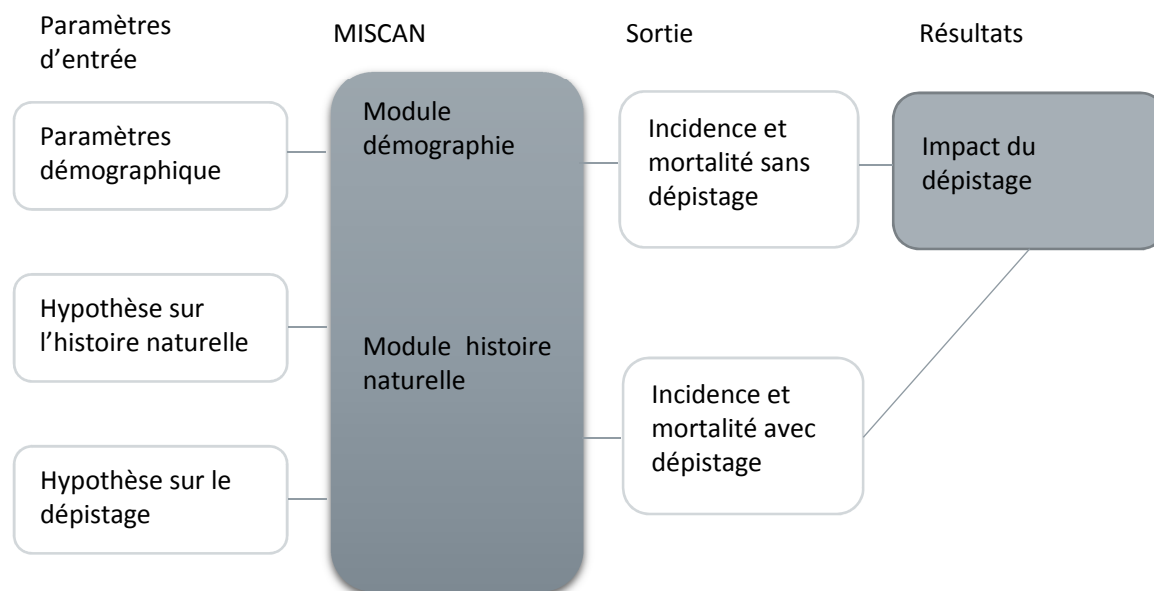 Paramètres
d’entrée
MISCAN
Sortie
Résultats
Paramètres
démographique
Hypothèse sur
l’histoire naturelle
Hypothèse sur le
dépistage
Module
démographie
Module histoire
naturelle
Incidence et
mortalité sans
dépistage
Incidence et
mortalité avec
dépistage
Impact du
dépistage